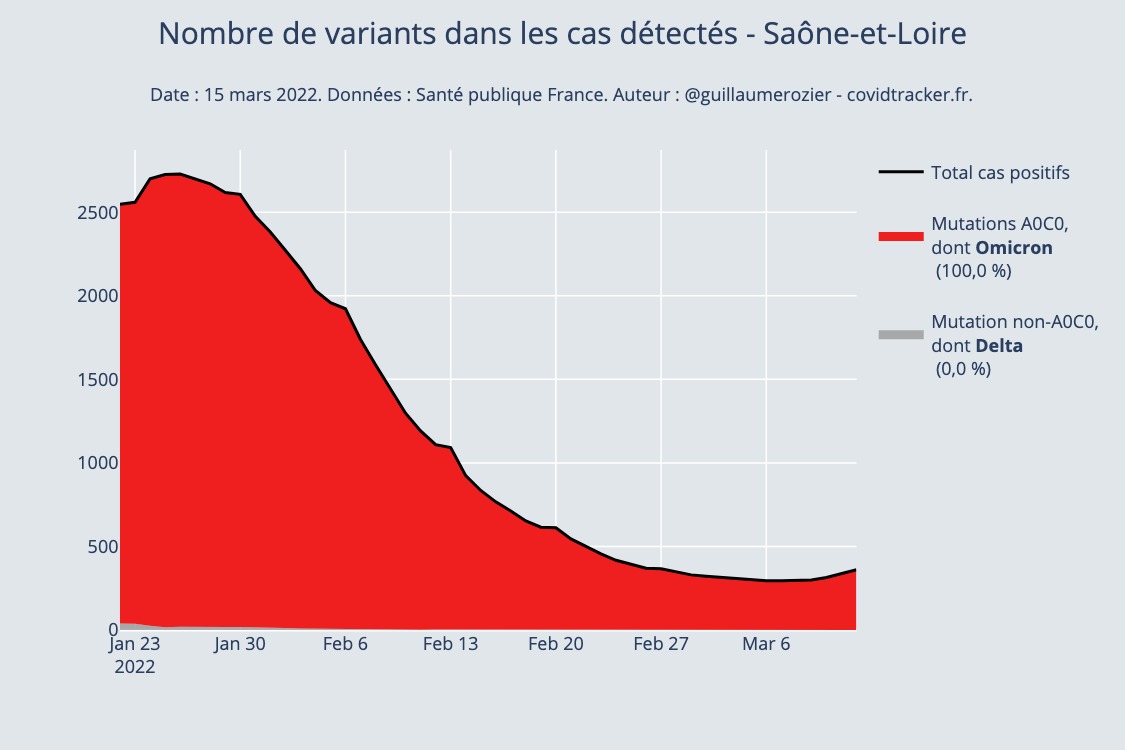 Nombre de variants dans les cas détectés - Saône-et-Loire
Date : 15 mars 2022. Données : Santé publique France. Auteur : @guillaumerozier - covidtracker.fr.
Total cas positifs
Mutations A0C0,
dont Omicron
(100,0 %)
Mutation non-A0C0,
dont Delta
(0,0 %)
2500
2000
1500
1000
500
0
Jan 23 Jan 30 Feb 6 Feb 13 Feb 20 Feb 27 Mar 6
2022